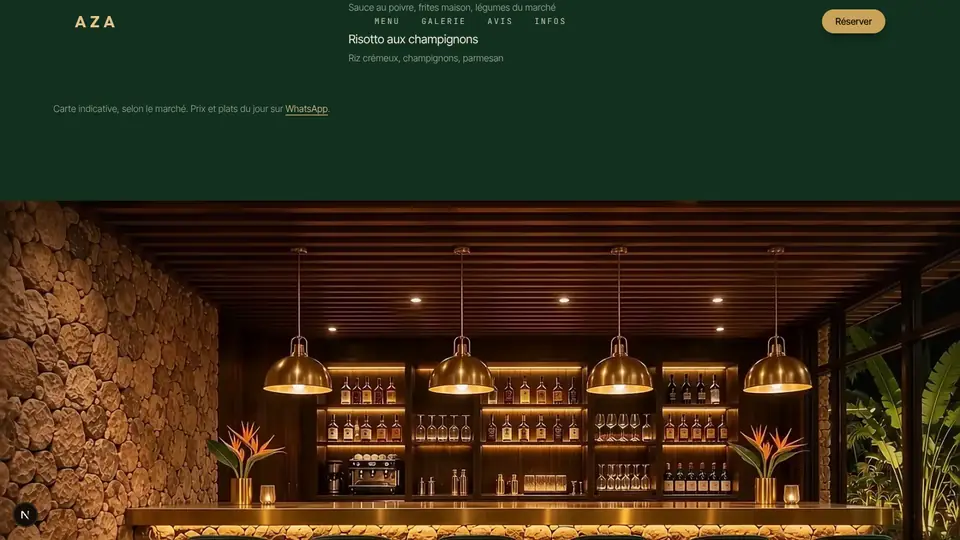 Sauce au poivre, frites maison, légumes du marché
AZA
MENU GALERIE AVIS INFOS
Réserver
Risotto aux champignons
Riz crémeux, champignons, parmesan
Carte indicative, selon le marché. Prix et plats du jour sur WhatsApp.
N